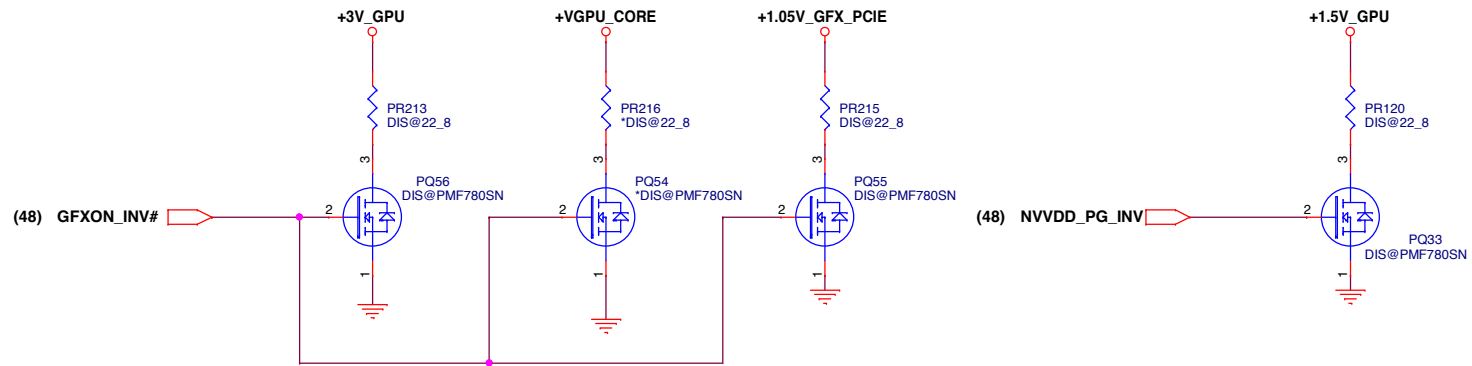 +3V_GPU
+VGPU_CORE
+1.05V_GFX_PCIE
+1.5V_GPU
PR213
DIS@22_8
PR216
*DIS@22_8
PR215
DIS@22_8
PR120
DIS@22_8
3
3
3
3
PQ56
DIS@PMF780SN
PQ54
*DIS@PMF780SN
PQ55
DIS@PMF780SN
(48) GFXON_INV#
2
2
2
(48) NVVDD_PG_INV
2
PQ33
DIS@PMF780SN
1
1
1
1